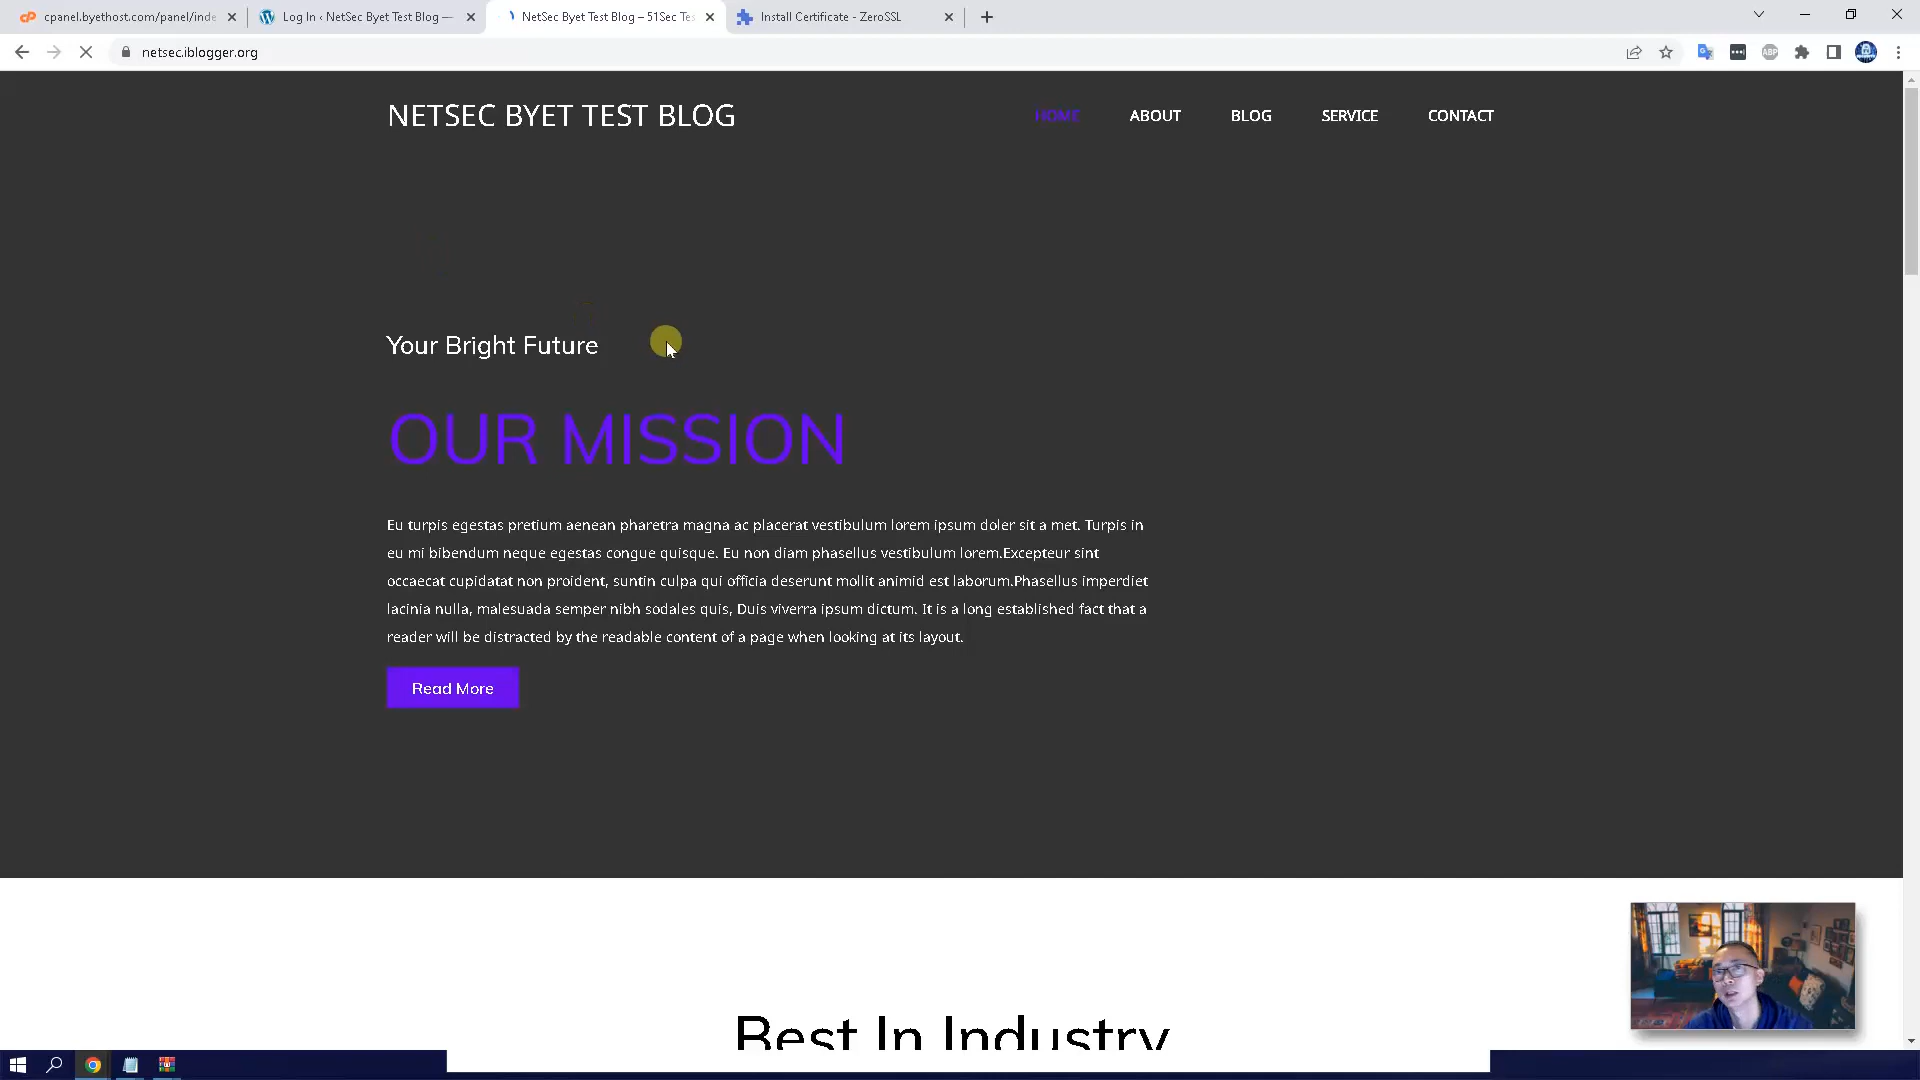 cpanel.byethost.com/panel/inde
Log In ‹ NetSec Byet Test Blog —
NetSec Byet Test Blog – 51Sec Tes
Install Certificate - ZeroSSL
netsec.iblogger.org
ABP
NETSEC BYET TEST BLOG
HOME
ABOUT
BLOG
SERVICE
CONTACT
Your Bright Future
OUR MISSION
Eu turpis egestas pretium aenean pharetra magna ac placerat vestibulum lorem ipsum doler sit a met. Turpis in
eu mi bibendum neque egestas congue quisque. Eu non diam phasellus vestibulum lorem.Excepteur sint
occaecat cupidatat non proident, suntin culpa qui officia deserunt mollit animid est laborum.Phasellus imperdiet
lacinia nulla, malesuada semper nibh sodales quis, Duis viverra ipsum dictum. It is a long established fact that a
reader will be distracted by the readable content of a page when looking at its layout.
Read More
Best In Industry